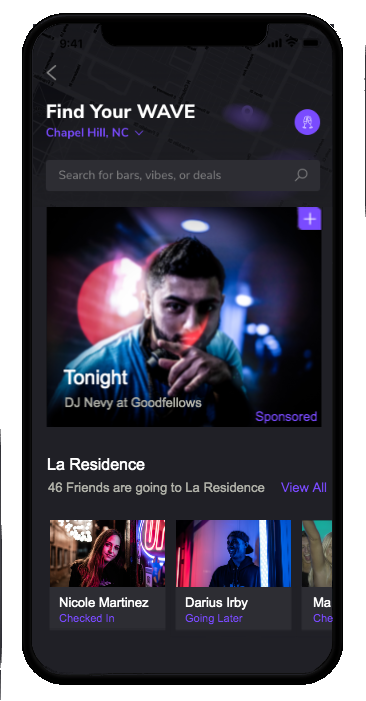 9:41
Find Your WAVE
Chapel Hill, NC
Search for bars, vibes, or deals
Tonight
DJ Nevy at Goodfellows
Sponsored
La Residence
46 Friends are going to La Residence View All
Nicole Martinez Darius Irby Ma
Checked In Going Later Che